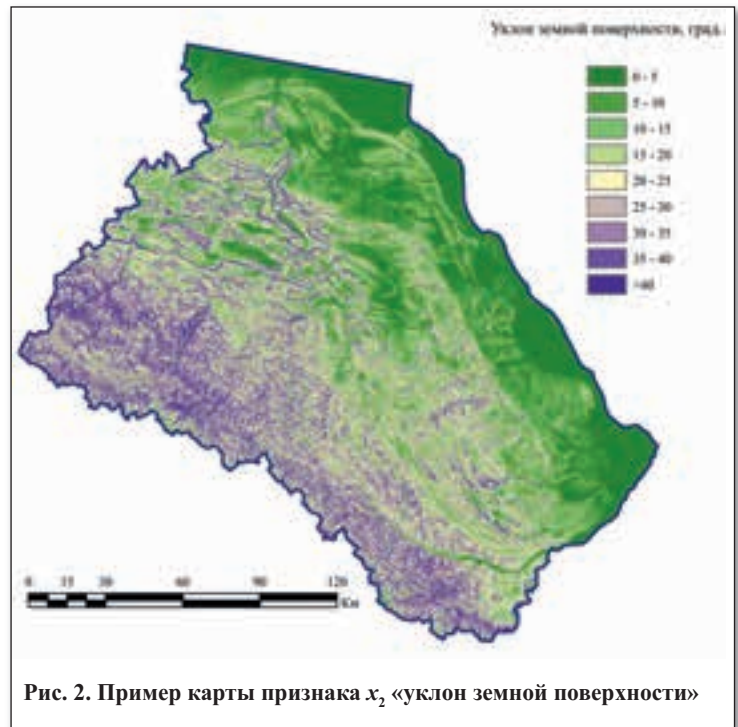 Уклон земной поверхности, град.
0 - 5
5 - 10
10 - 15
15 - 20
20 - 25
25 - 30
30 - 35
35 - 40
>40
0 15 30 60 90 120
Км
Рис. 2. Пример карты признака x₂ «уклон земной поверхности»